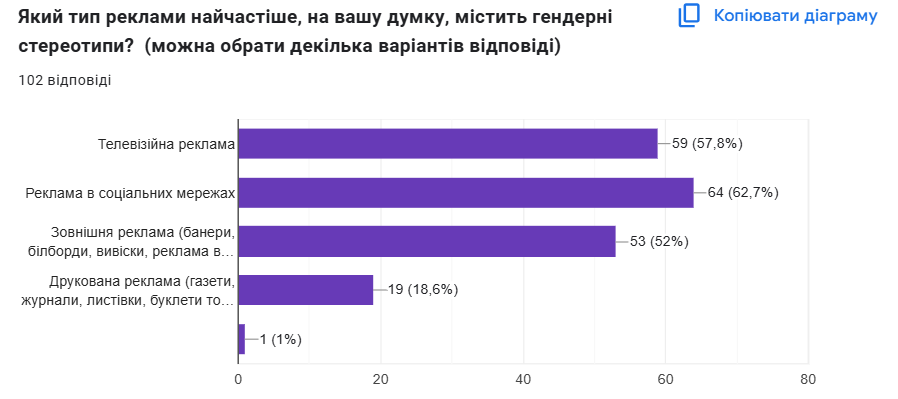 Який тип реклами найчастіше, на вашу думку, містить гендерні
стереотипи? (можна обрати декілька варіантів відповіді)
Копіювати діаграму
102 відповіді
Телевізійна реклама
59 (57,8%)
Реклама в соціальних мережах
64 (62,7%)
Зовнішня реклама (банери,
білборди, вивіски, реклама в…
53 (52%)
Друкована реклама (газети,
журнали, листівки, буклети то…
19 (18,6%)
1 (1%)
0 20 40 60 80